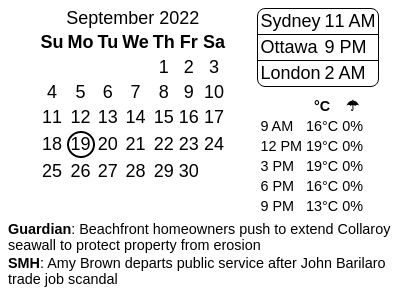 September 2022
Su Mo Tu We Th Fr Sa
1 2 3
4 5 6 7 8 9 10
11 12 13 14 15 16 17
18 19 20 21 22 23 24
25 26 27 28 29 30
Sydney 11 AM
Ottawa 9 PM
London 2 AM
°C ☂
9 AM 16°C 0%
12 PM 19°C 0%
3 PM 19°C 0%
6 PM 16°C 0%
9 PM 13°C 0%
Guardian: Beachfront homeowners push to extend Collaroy
seawall to protect property from erosion
SMH: Amy Brown departs public service after John Barilaro
trade job scandal